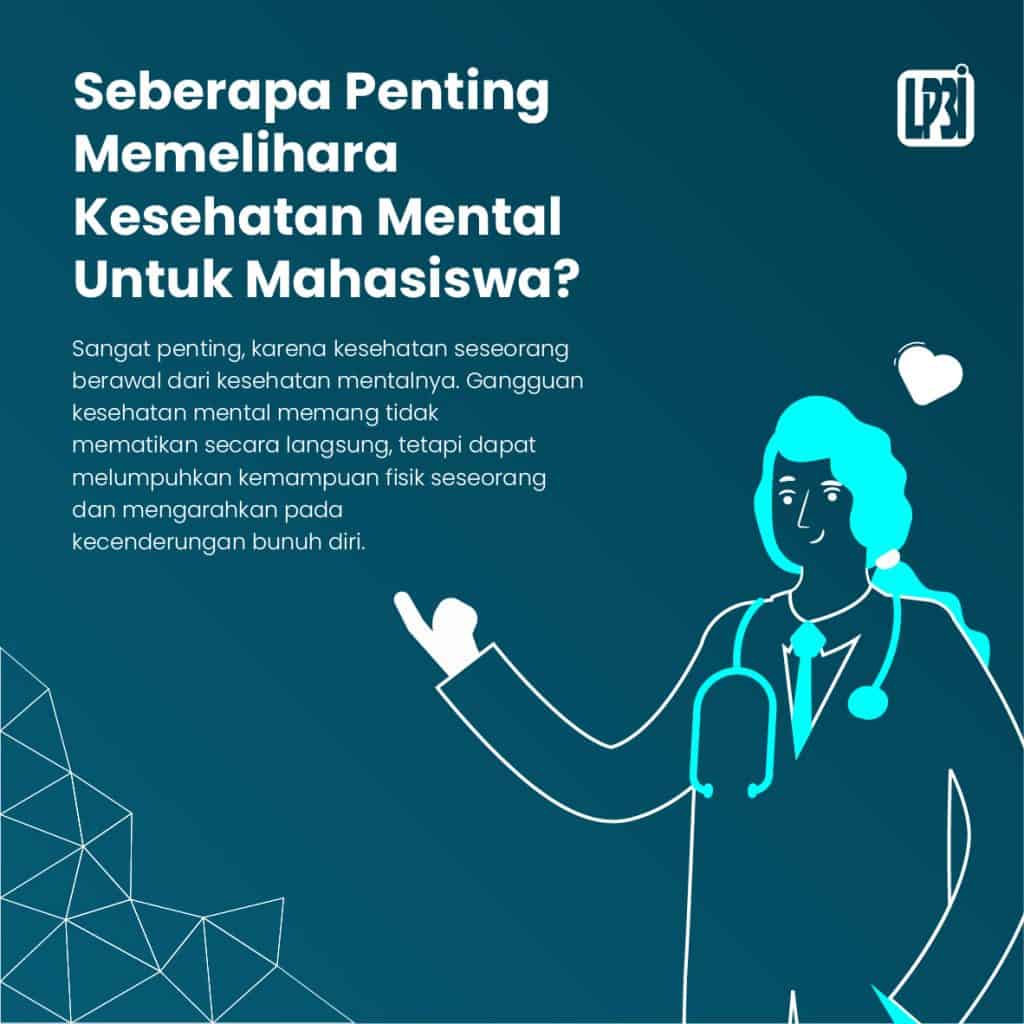 Seberapa Penting
Memelihara
Kesehatan Mental
Untuk Mahasiswa?
LP3i
Sangat penting, karena kesehatan seseorang
berawal dari kesehatan mentalnya. Gangguan
kesehatan mental memang tidak
mematikan secara langsung, tetapi dapat
melumpuhkan kemampuan fisik seseorang
dan mengarahkan pada
kecenderungan bunuh diri.